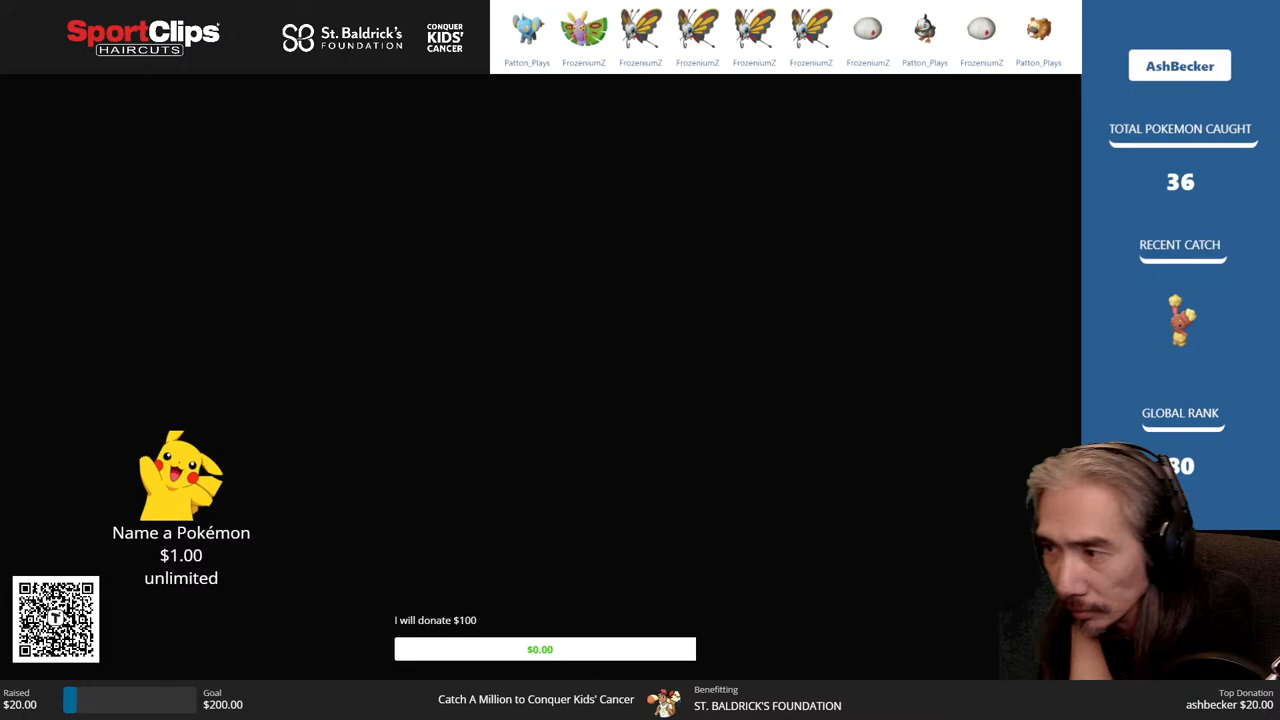 SportClips
HAIRCUTS
St. Baldrick's
FOUNDATION
CONQUER
KIDS'
CANCER
Patton_Plays
FrozeniumZ
FrozeniumZ
FrozeniumZ
FrozeniumZ
FrozeniumZ
FrozeniumZ
Patton_Plays
FrozeniumZ
Patton_Plays
AshBecker
TOTAL POKEMON CAUGHT
36
RECENT CATCH
GLOBAL RANK
Name a Pokémon
$1.00
unlimited
I will donate $100
$0.00
Raised
$20.00
Goal
$200.00
Catch A Million to Conquer Kids' Cancer
Benefitting
ST. BALDRICK'S FOUNDATION
Top Donation
ashbecker $20.00